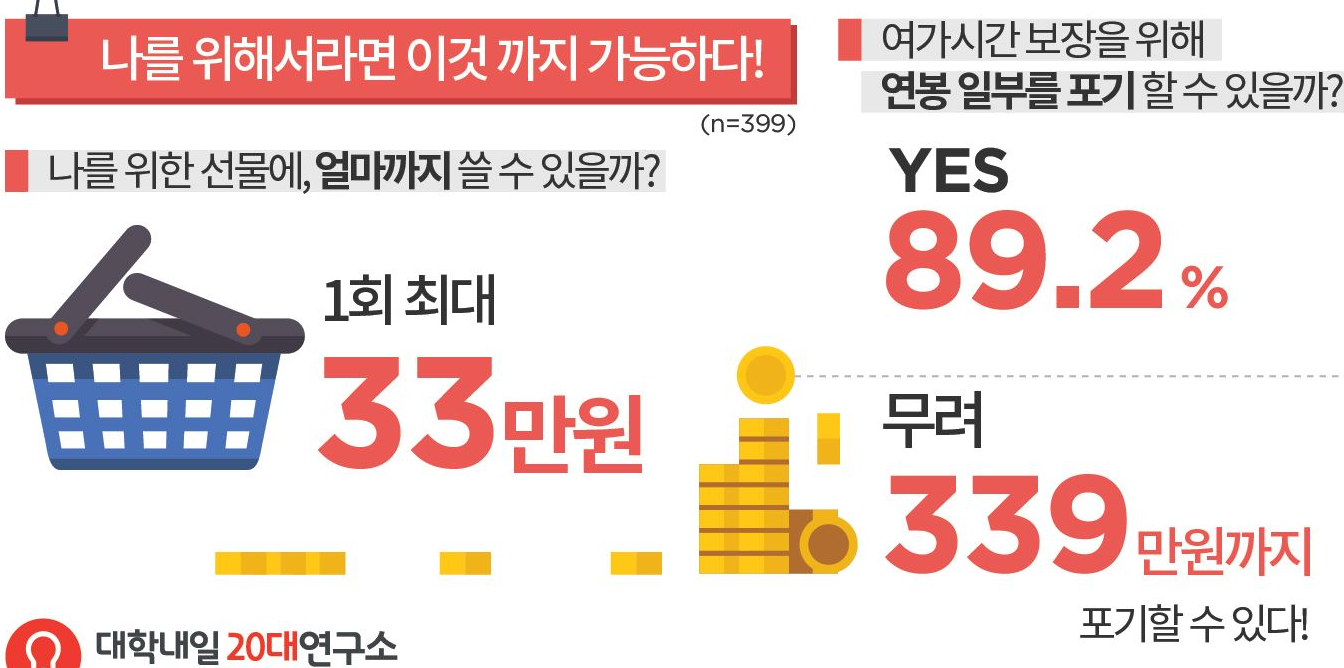 나를 위해서라면 이것 까지 가능하다!
(n=399)
나를 위한 선물에, 얼마까지 쓸 수 있을까?
1회 최대
33만원
여가시간 보장을 위해
연봉 일부를 포기 할 수 있을까?
YES
89.2 %
무려
339만원까지
포기할 수 있다!
대학내일 20대연구소